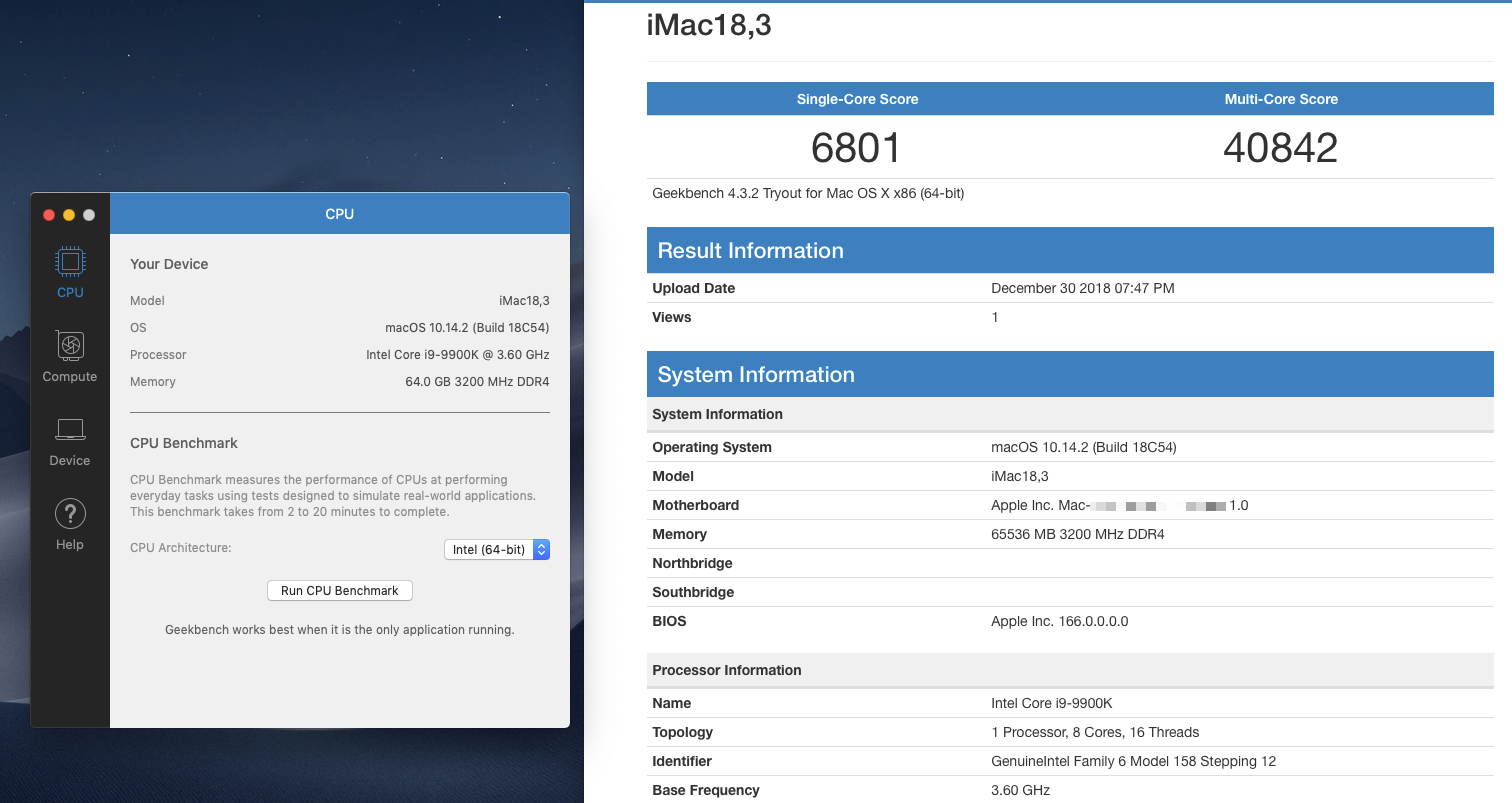 CPU
CPU
Compute
Device
?
Help
Your Device
Model iMac18,3
OS macOS 10.14.2 (Build 18C54)
Processor Intel Core i9-9900K @ 3.60 GHz
Memory 64.0 GB 3200 MHz DDR4
CPU Benchmark
CPU Benchmark measures the performance of CPUs at performing
everyday tasks using tests designed to simulate real-world applications.
This benchmark takes from 2 to 20 minutes to complete.
CPU Architecture: Intel (64-bit)
Run CPU Benchmark
Geekbench works best when it is the only application running.
iMac18,3
Single-Core Score Multi-Core Score
6801 40842
Geekbench 4.3.2 Tryout for Mac OS X x86 (64-bit)
Result Information
Upload Date December 30 2018 07:47 PM
Views 1
System Information
System Information
Operating System macOS 10.14.2 (Build 18C54)
Model iMac18,3
Motherboard Apple Inc. Mac- 1.0
Memory 65536 MB 3200 MHz DDR4
Northbridge
Southbridge
BIOS Apple Inc. 166.0.0.0.0
Processor Information
Name Intel Core i9-9900K
Topology 1 Processor, 8 Cores, 16 Threads
Identifier GenuineIntel Family 6 Model 158 Stepping 12
Base Frequency 3.60 GHz